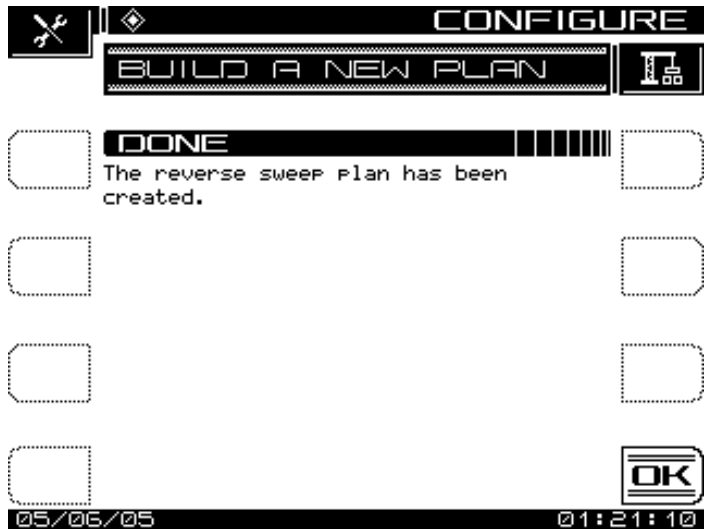 CONFIGURE
BUILD A NEW PLAN
DONE
The reverse sweep plan has been
created.
OK
05/06/05 01:21:10